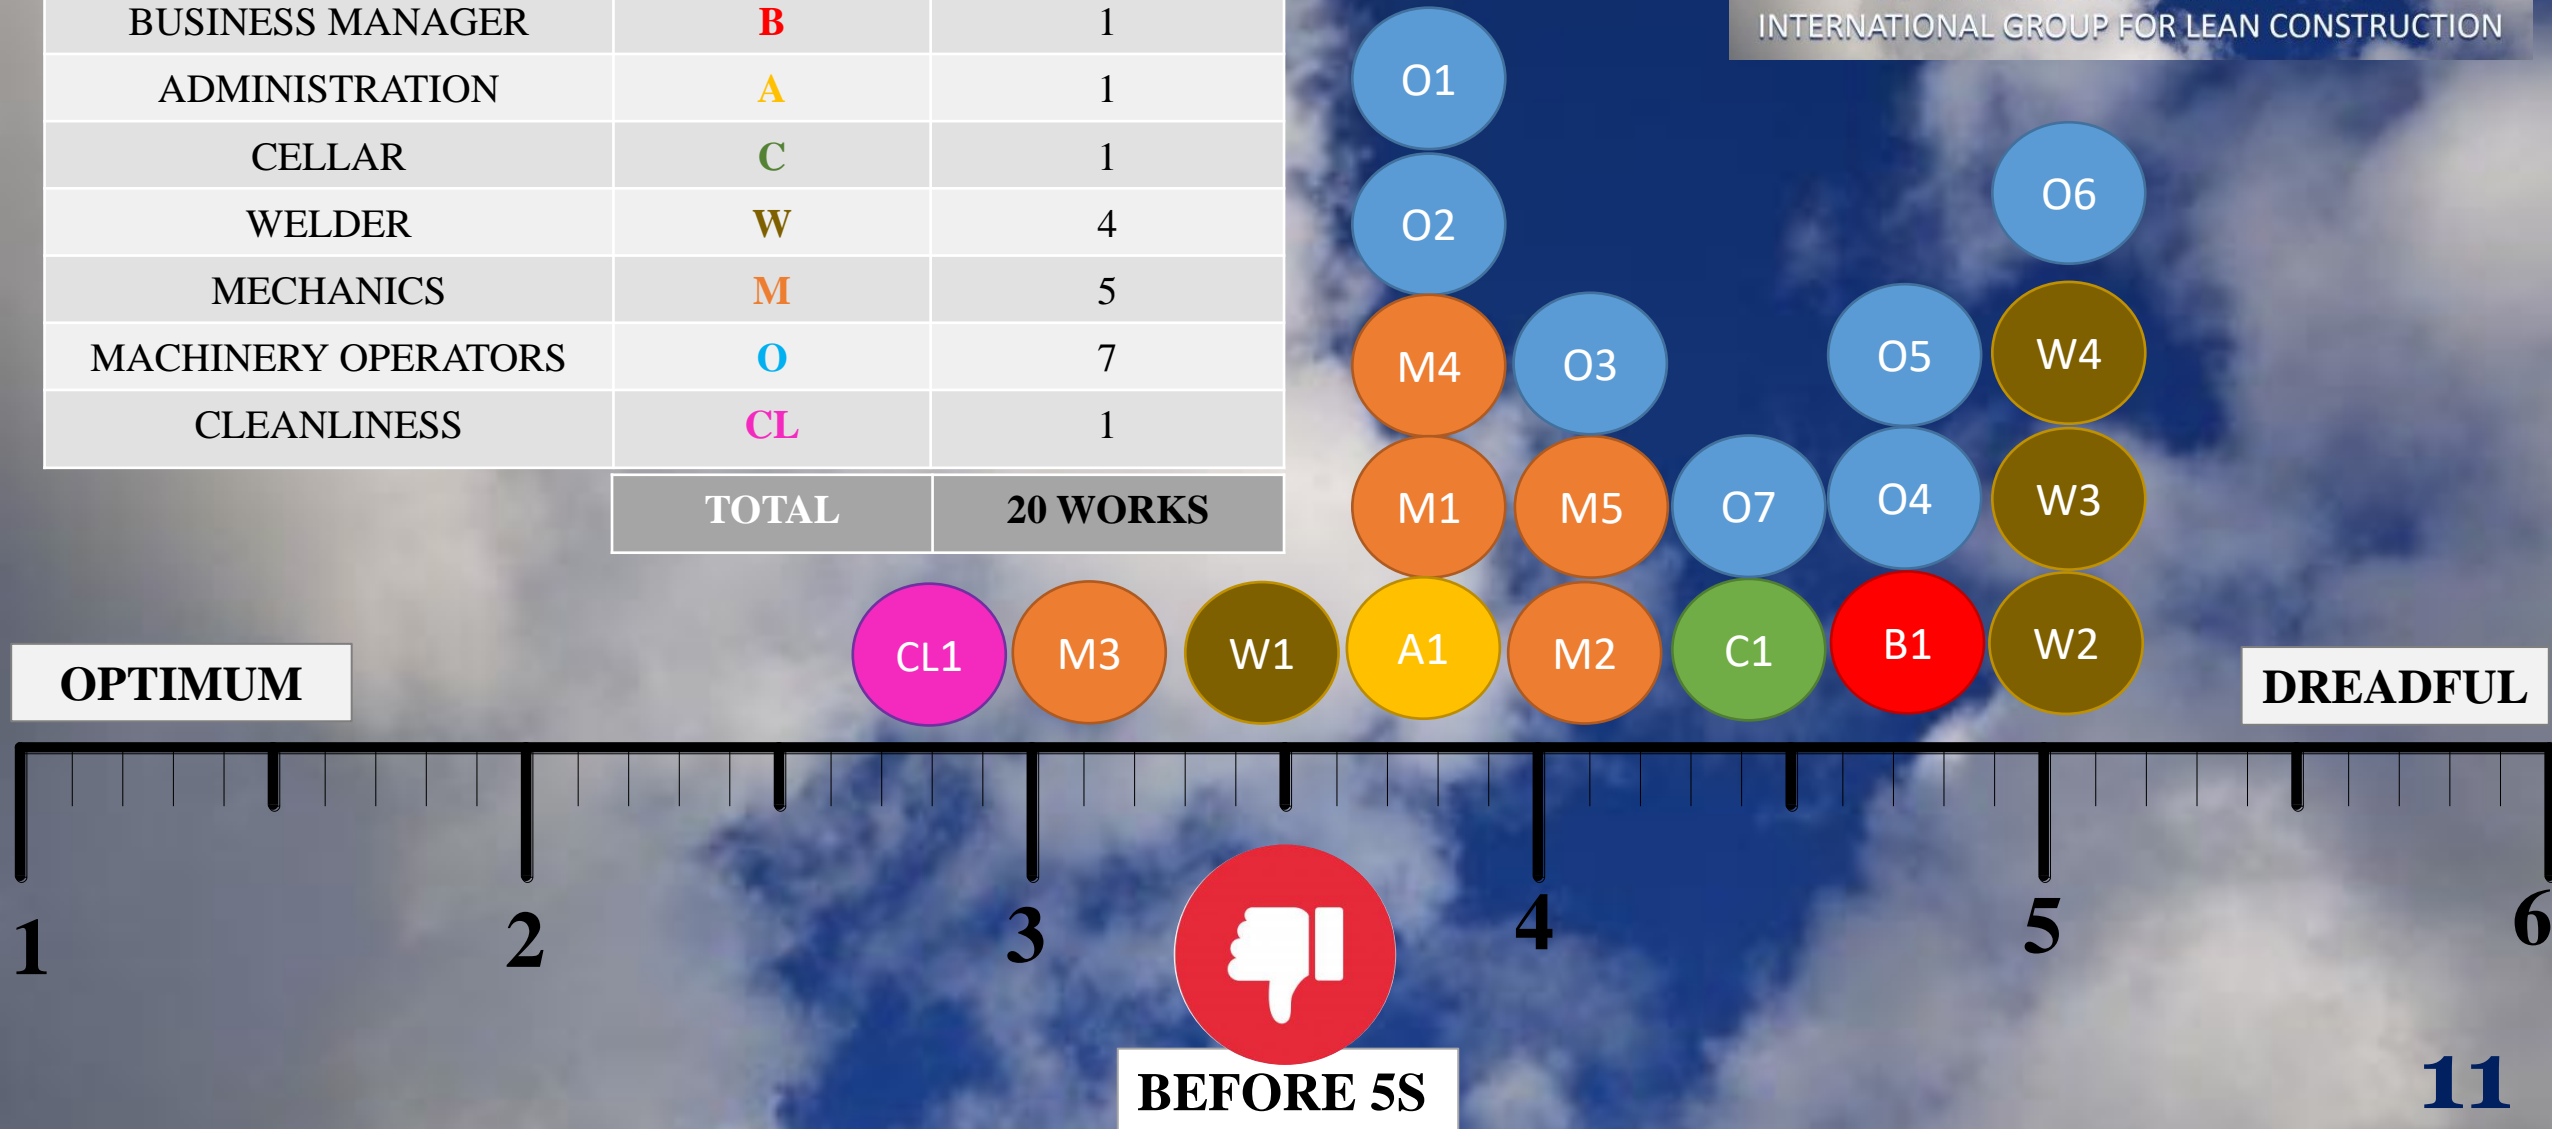 INTERNATIONAL GROUP FOR LEAN CONSTRUCTION
BUSINESS MANAGER B 1
ADMINISTRATION A 1
CELLAR C 1
WELDER W 4
MECHANICS M 5
MACHINERY OPERATORS O 7
CLEANLINESS CL 1
TOTAL 20 WORKS
O1
O6
O2
M4 O3 O5 W4
M1 M5 O7 O4 W3
CL1 M3 W1 A1 M2 C1 B1 W2
OPTIMUM DREADFUL
1 2 3 4 5 6
BEFORE 5S
11